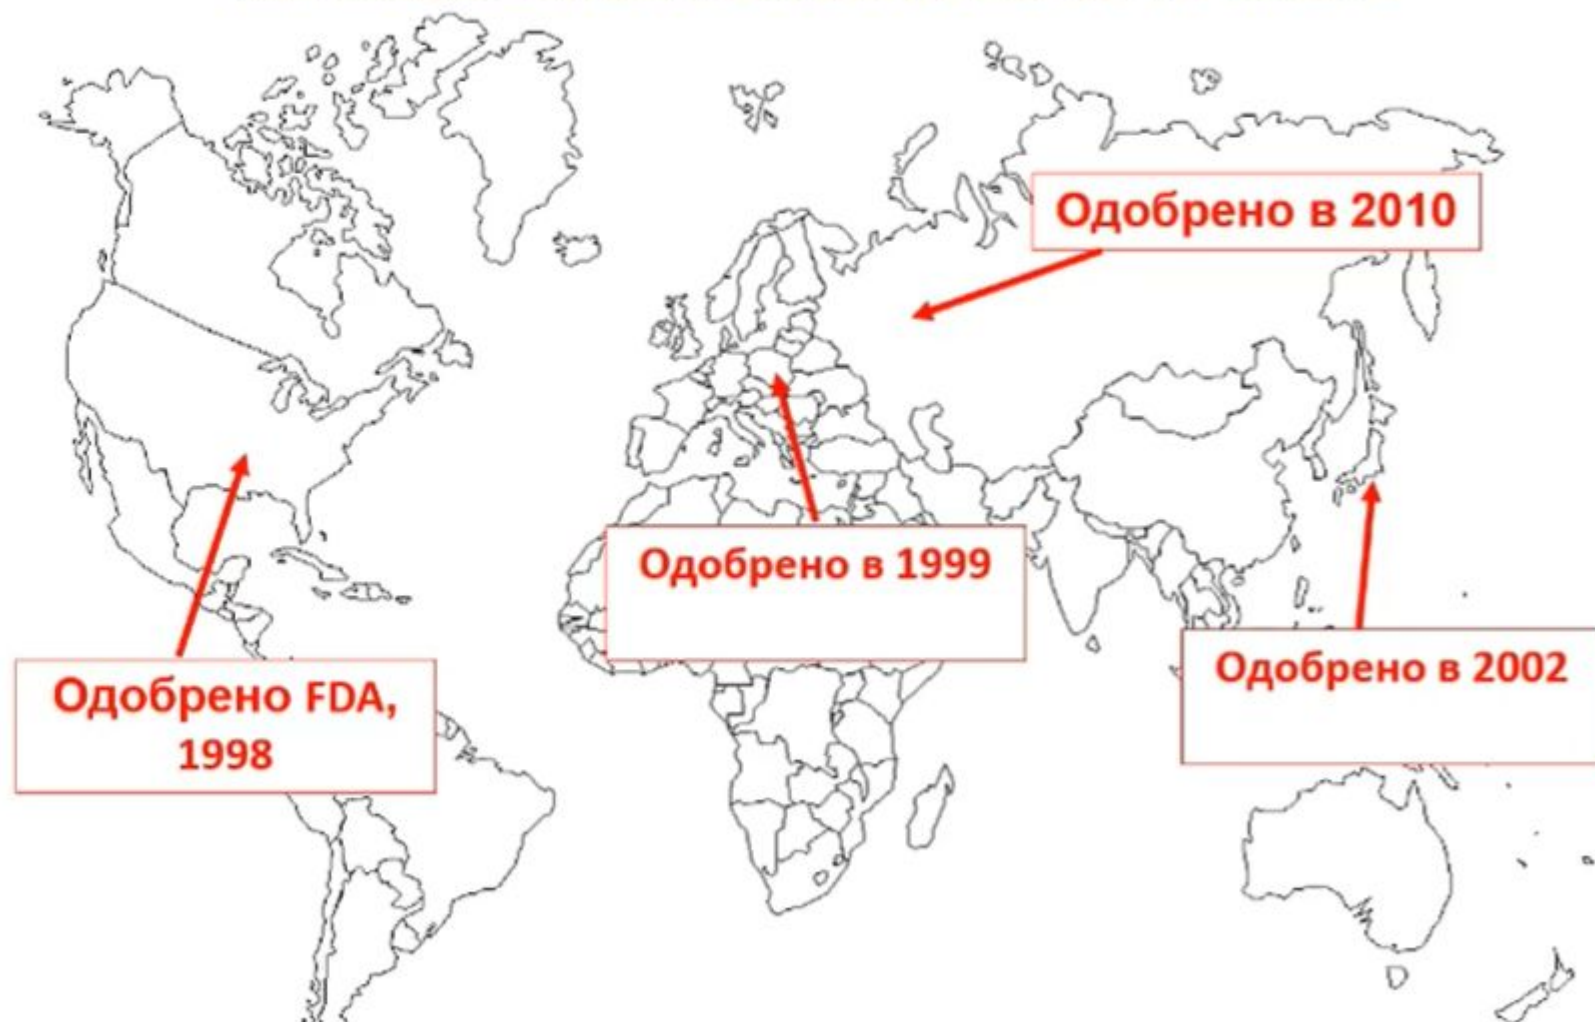 Одобрено в 2010
Одобрено в 1999
Одобрено FDA,
1998
Одобрено в 2002